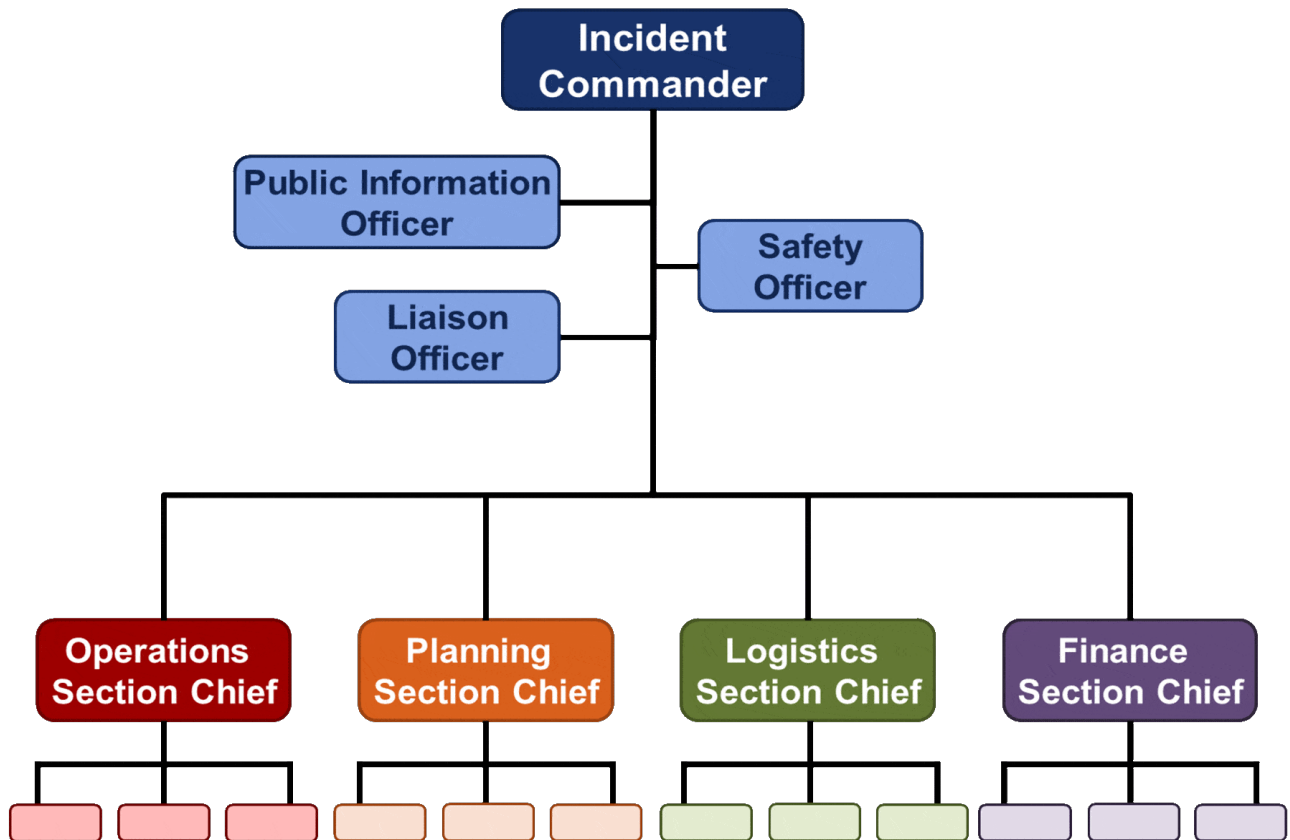 Incident
Commander
Public Information
Officer
Safety
Officer
Liaison
Officer
Operations
Section Chief
Planning
Section Chief
Logistics
Section Chief
Finance
Section Chief